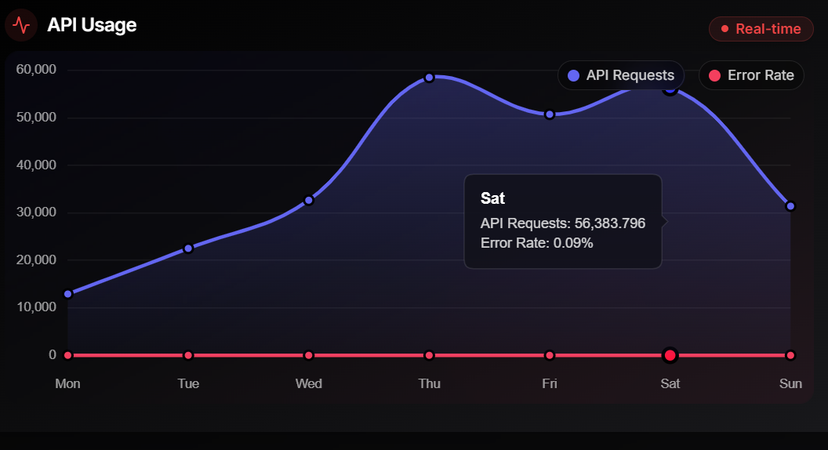 API Usage
Real-time
API Requests
Error Rate
60,000
50,000
40,000
30,000
20,000
10,000
0
Sat
API Requests: 56,383.796
Error Rate: 0.09%
Mon Tue Wed Thu Fri Sat Sun